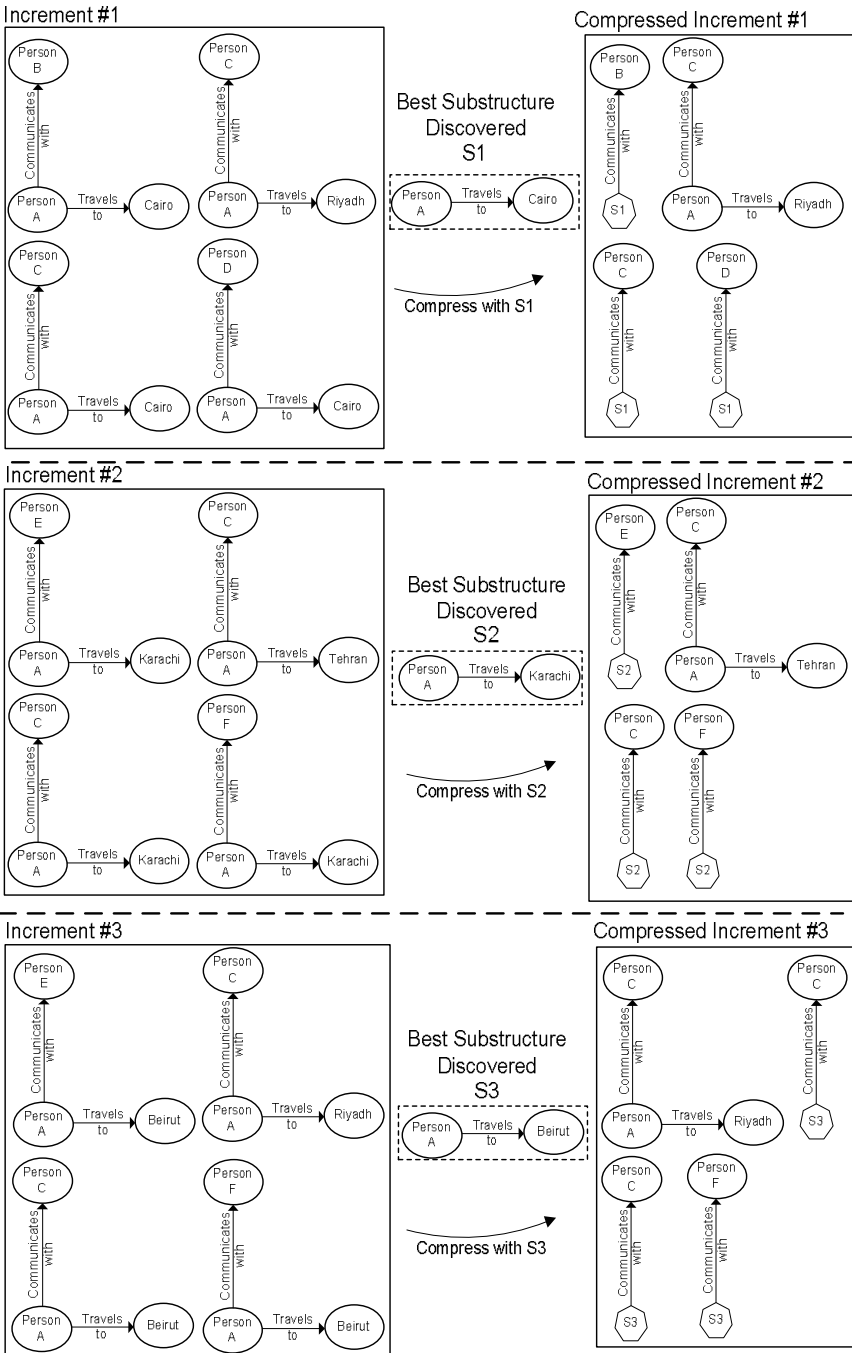 Increment #1
Person
B
Communicates
with
Person
A
Travels
to
Cairo
Person
C
Communicates
with
Person
A
Travels
to
Riyadh
Person
C
Communicates
with
Person
A
Travels
to
Cairo
Person
D
Communicates
with
Person
A
Travels
to
Cairo
Best Substructure
Discovered
S1
Person
A
Travels
to
Cairo
Compress with S1
Compressed Increment #1
Person
B
Communicates
with
S1
Person
C
Communicates
with
Person
A
Travels
to
Riyadh
Person
C
Communicates
with
S1
Person
D
Communicates
with
S1
Increment #2
Person
E
Communicates
with
Person
A
Travels
to
Karachi
Person
C
Communicates
with
Person
A
Travels
to
Tehran
Person
C
Communicates
with
Person
A
Travels
to
Karachi
Person
F
Communicates
with
Person
A
Travels
to
Karachi
Best Substructure
Discovered
S2
Person
A
Travels
to
Karachi
Compress with S2
Compressed Increment #2
Person
E
Communicates
with
S2
Person
C
Communicates
with
Person
A
Travels
to
Tehran
Person
C
Communicates
with
S2
Person
F
Communicates
with
S2
Increment #3
Person
E
Communicates
with
Person
A
Travels
to
Beirut
Person
C
Communicates
with
Person
A
Travels
to
Riyadh
Person
C
Communicates
with
Person
A
Travels
to
Beirut
Person
F
Communicates
with
Person
A
Travels
to
Beirut
Best Substructure
Discovered
S3
Person
A
Travels
to
Beirut
Compress with S3
Compressed Increment #3
Person
C
Communicates
with
Person
A
Travels
to
Riyadh
Person
C
Communicates
with
S3
Person
C
Communicates
with
S3
Person
F
Communicates
with
S3